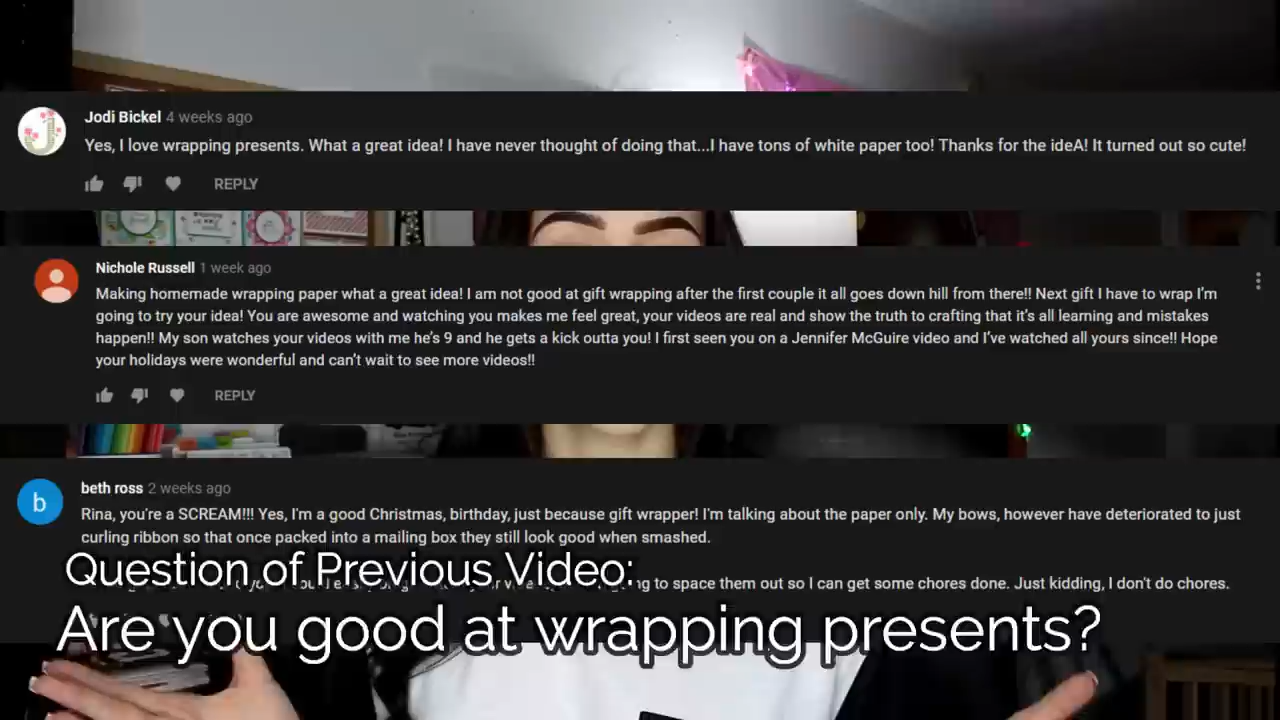 Jodi Bickel 4 weeks ago
Yes, I love wrapping presents. What a great idea! I have never thought of doing that...I have tons of white paper too! Thanks for the ideA! It turned out so cute!
REPLY
Nichole Russell 1 week ago
Making homemade wrapping paper what a great idea! I am not good at gift wrapping after the first couple it all goes down hill from there!! Next gift I have to wrap I'm
going to try your idea! You are awesome and watching you makes me feel great, your videos are real and show the truth to crafting that it's all learning and mistakes
happen!! My son watches your videos with me he's 9 and he gets a kick outta you! I first seen you on a Jennifer McGuire video and I've watched all yours since!! Hope
your holidays were wonderful and can't wait to see more videos!!
REPLY
b
beth ross 2 weeks ago
Rina, you're a SCREAM!!! Yes, I'm a good Christmas, birthday, just because gift wrapper! I'm talking about the paper only. My bows, however have deteriorated to just
curling ribbon so that once packed into a mailing box they still look good when smashed.
to space them out so I can get some chores done. Just kidding, I don't do chores.
Question of Previous Video:
Are you good at wrapping presents?